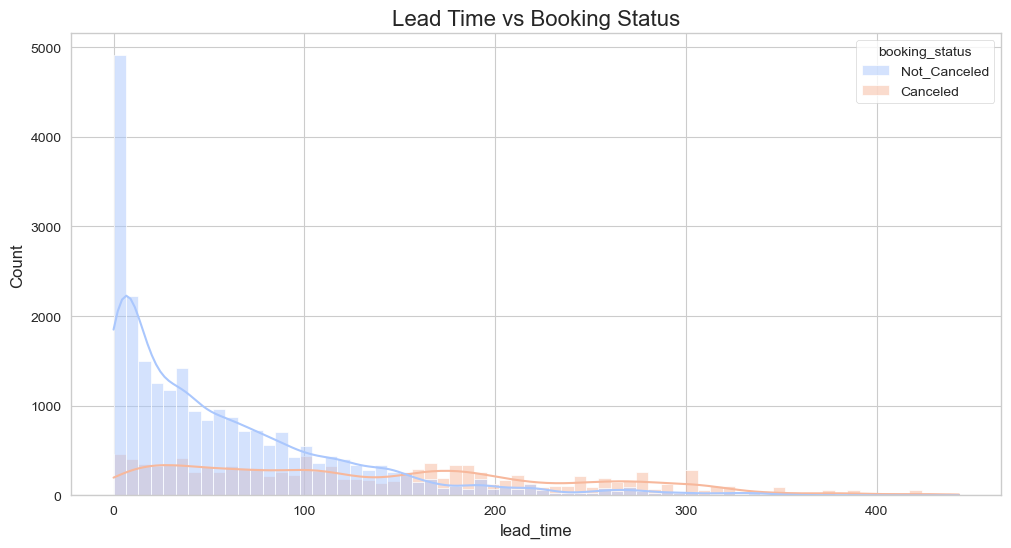 Lead Time vs Booking Status
booking_status
Not_Canceled
Canceled
Count
5000
4000
3000
2000
1000
0
0 100 200 300 400
lead_time